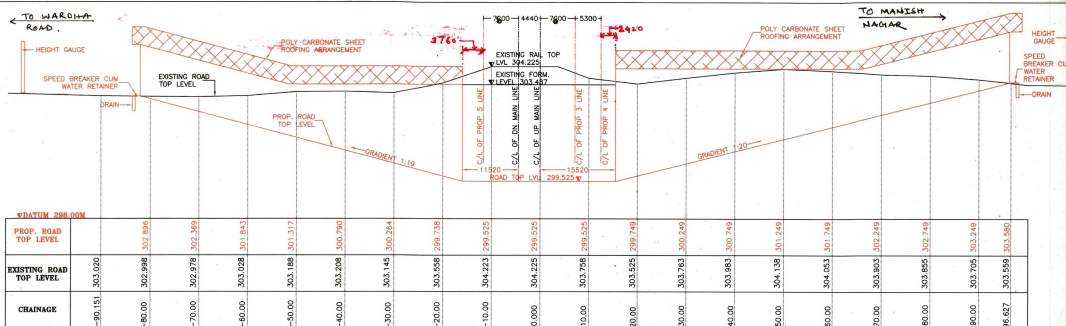 TO WARDHA
ROAD.
7800 4440 7800 5300
3760
2420
TO MANISH
NAGAR
HEIGHT GAUGE
POLY CARBONATE SHEET
ROOFING ARRANGEMENT
EXISTING RAIL TOP
LVL 304.225
POLY CARBONATE SHEET
ROOFING ARRANGEMENT
HEIGHT
GAUGE
SPEED BREAKER CUM
WATER RETAINER
EXISTING ROAD
TOP LEVEL
EXISTING FORM.
LEVEL 303.487
SPEED
BREAKER CU
WATER
RETAINER
DRAIN
DRAIN
PROP. ROAD
TOP LEVEL
GRADIENT 1:19
C/L OF PROP 5 LINE
C/L OF DN MAIN LINE
C/L OF UP MAIN LINE
C/L OF PROP 3 LINE
C/L OF PROP 4 LINE
GRADIENT 1:20
11520 15520
ROAD TOP LVL 299.525
DATUM 298.00M
PROP. ROAD
TOP LEVEL
302.896 302.369 301.843 301.317 300.790 300.264 299.738 299.525 299.525 299.525 299.749 300.249 300.749 301.249 301.749 302.249 302.749 303.249 303.580
EXISTING ROAD
TOP LEVEL
303.020 302.998 302.978 303.028 303.188 303.208 303.145 303.558 304.223 304.225 303.758 303.525 303.763 303.983 304.138 304.053 303.903 303.855 303.705 303.559
CHAINAGE
-90.151 -80.00 -70.00 -60.00 -50.00 -40.00 -30.00 -20.00 -10.00 0.000 10.00 20.00 30.00 40.00 50.00 60.00 70.00 80.00 90.00 96.627